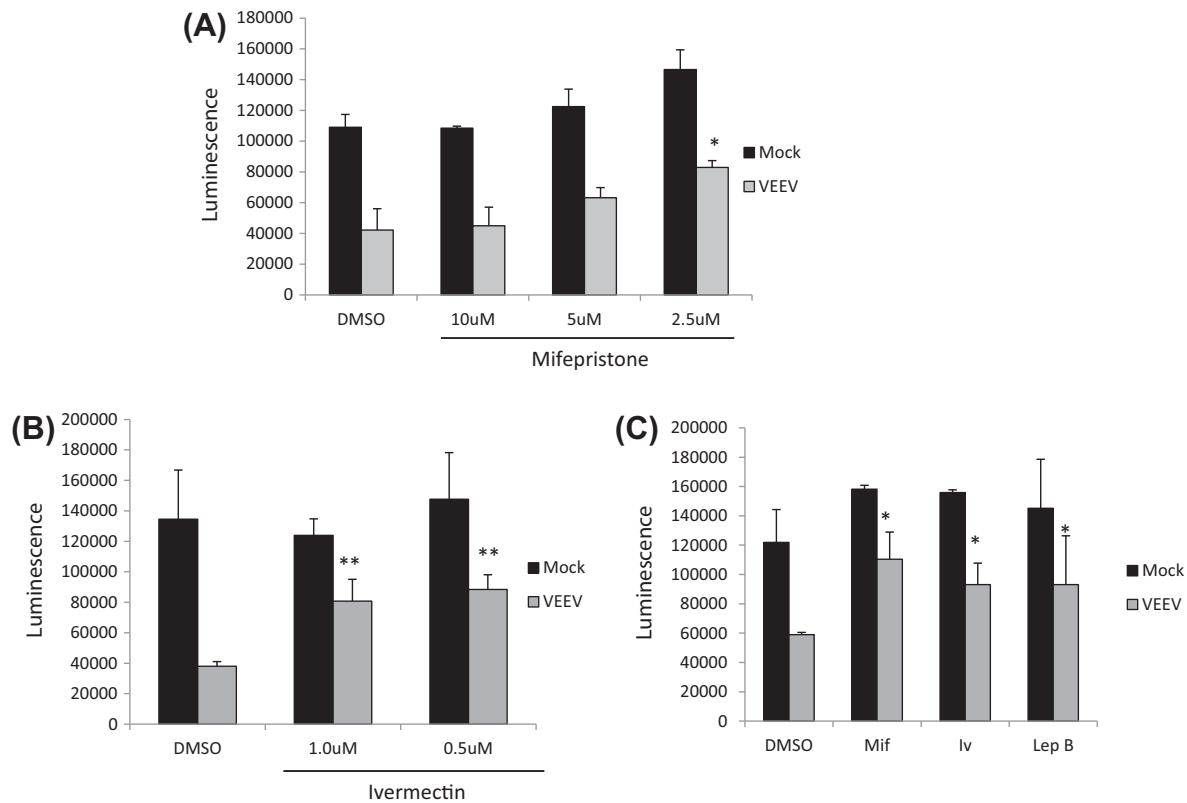 (A)
180000
160000
140000
120000
100000
80000
60000
40000
20000
0
Luminescence
*
Mock
VEEV
DMSO
10uM
5uM
2.5uM
Mifepristone
(B)
200000
180000
160000
140000
120000
100000
80000
60000
40000
20000
0
Luminescence
**
**
Mock
VEEV
DMSO
1.0uM
0.5uM
Ivermectin
(C)
200000
180000
160000
140000
120000
100000
80000
60000
40000
20000
0
Luminescence
*
*
*
Mock
VEEV
DMSO
Mif
Iv
Lep B